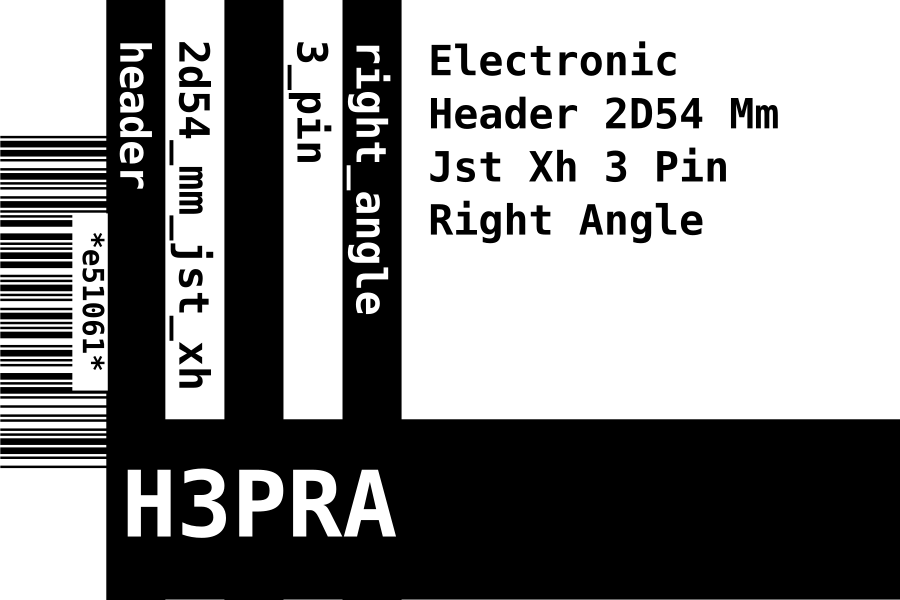 *e51061*
header
2d54_mm_jst_xh
3_pin
right_angle
Electronic
Header 2D54 Mm
Jst Xh 3 Pin
Right Angle
H3PRA